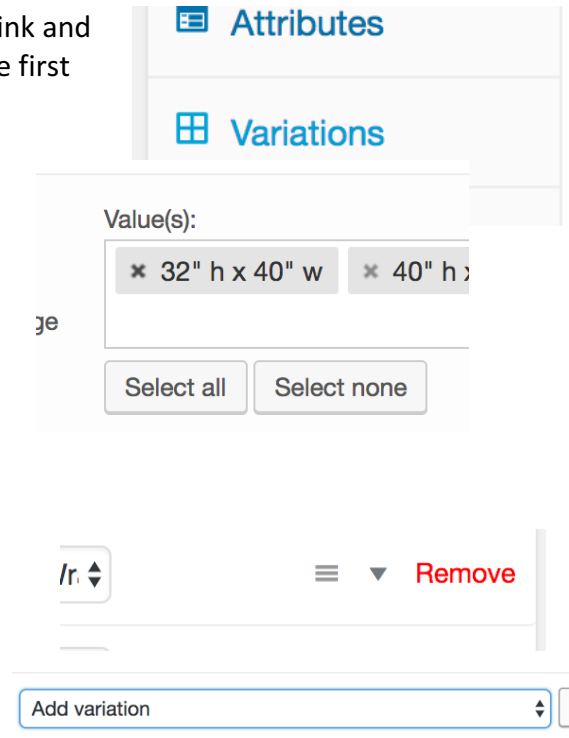 ink and
e first
Attributes
Variations
Value(s):
× 32" h x 40" w × 40" h x
ge
Select all Select none
/r. Remove
Add variation